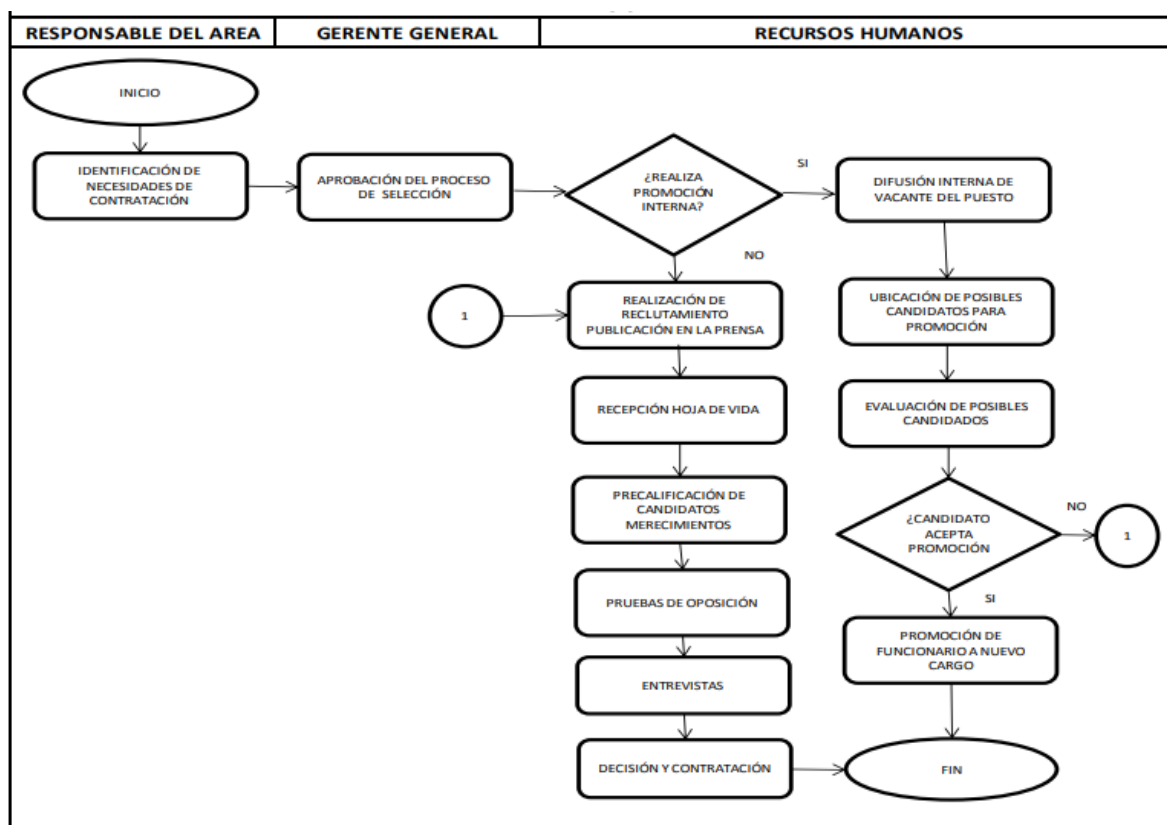 RESPONSABLE DEL AREA
GERENTE GENERAL
RECURSOS HUMANOS
INICIO
IDENTIFICACIÓN DE
NECESIDADES DE
CONTRATACIÓN
APROBACIÓN DEL PROCESO
DE SELECCIÓN
¿REALIZA
PROMOCIÓN
INTERNA?
SI
DIFUSIÓN INTERNA DE
VACANTE DEL PUESTO
NO
1
REALIZACIÓN DE
RECLUTAMIENTO
PUBLICACIÓN EN LA PRENSA
UBICACIÓN DE POSIBLES
CANDIDATOS PARA
PROMOCIÓN
RECEPCIÓN HOJA DE VIDA
EVALUACIÓN DE POSIBLES
CANDIDADOS
PRECALIFICACIÓN DE
CANDIDATOS
MERECIMIENTOS
¿CANDIDATO
ACEPTA
PROMOCIÓN
NO
1
SI
PRUEBAS DE OPOSICIÓN
PROMOCIÓN DE
FUNCIONARIO A NUEVO
CARGO
ENTREVISTAS
DECISIÓN Y CONTRATACIÓN
FIN